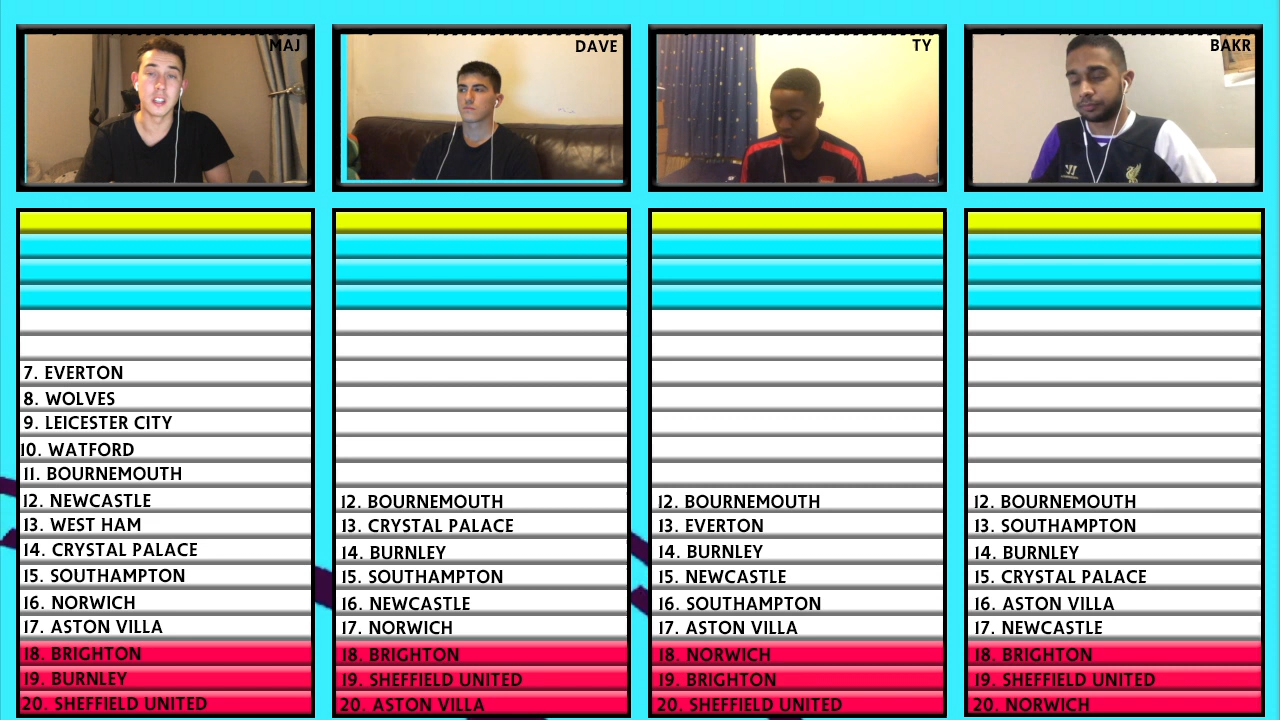 MAJ
DAVE
TY
BAKR
7. EVERTON
8. WOLVES
9. LEICESTER CITY
10. WATFORD
11. BOURNEMOUTH
12. NEWCASTLE
13. WEST HAM
14. CRYSTAL PALACE
15. SOUTHAMPTON
16. NORWICH
17. ASTON VILLA
18. BRIGHTON
19. BURNLEY
20. SHEFFIELD UNITED
12. BOURNEMOUTH
13. CRYSTAL PALACE
14. BURNLEY
15. SOUTHAMPTON
16. NEWCASTLE
17. NORWICH
18. BRIGHTON
19. SHEFFIELD UNITED
20. ASTON VILLA
12. BOURNEMOUTH
13. EVERTON
14. BURNLEY
15. NEWCASTLE
16. SOUTHAMPTON
17. ASTON VILLA
18. NORWICH
19. BRIGHTON
20. SHEFFIELD UNITED
12. BOURNEMOUTH
13. SOUTHAMPTON
14. BURNLEY
15. CRYSTAL PALACE
16. ASTON VILLA
17. NEWCASTLE
18. BRIGHTON
19. SHEFFIELD UNITED
20. NORWICH